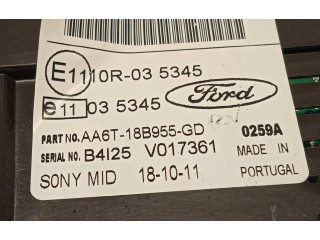 E11 10R-03 5345
e11 03 5345
Ford
PART NO. AA6T-18B955-GD 0259A
SERIAL NO. B4I25 V017361 MADE IN
SONY MID 18-10-11 PORTUGAL